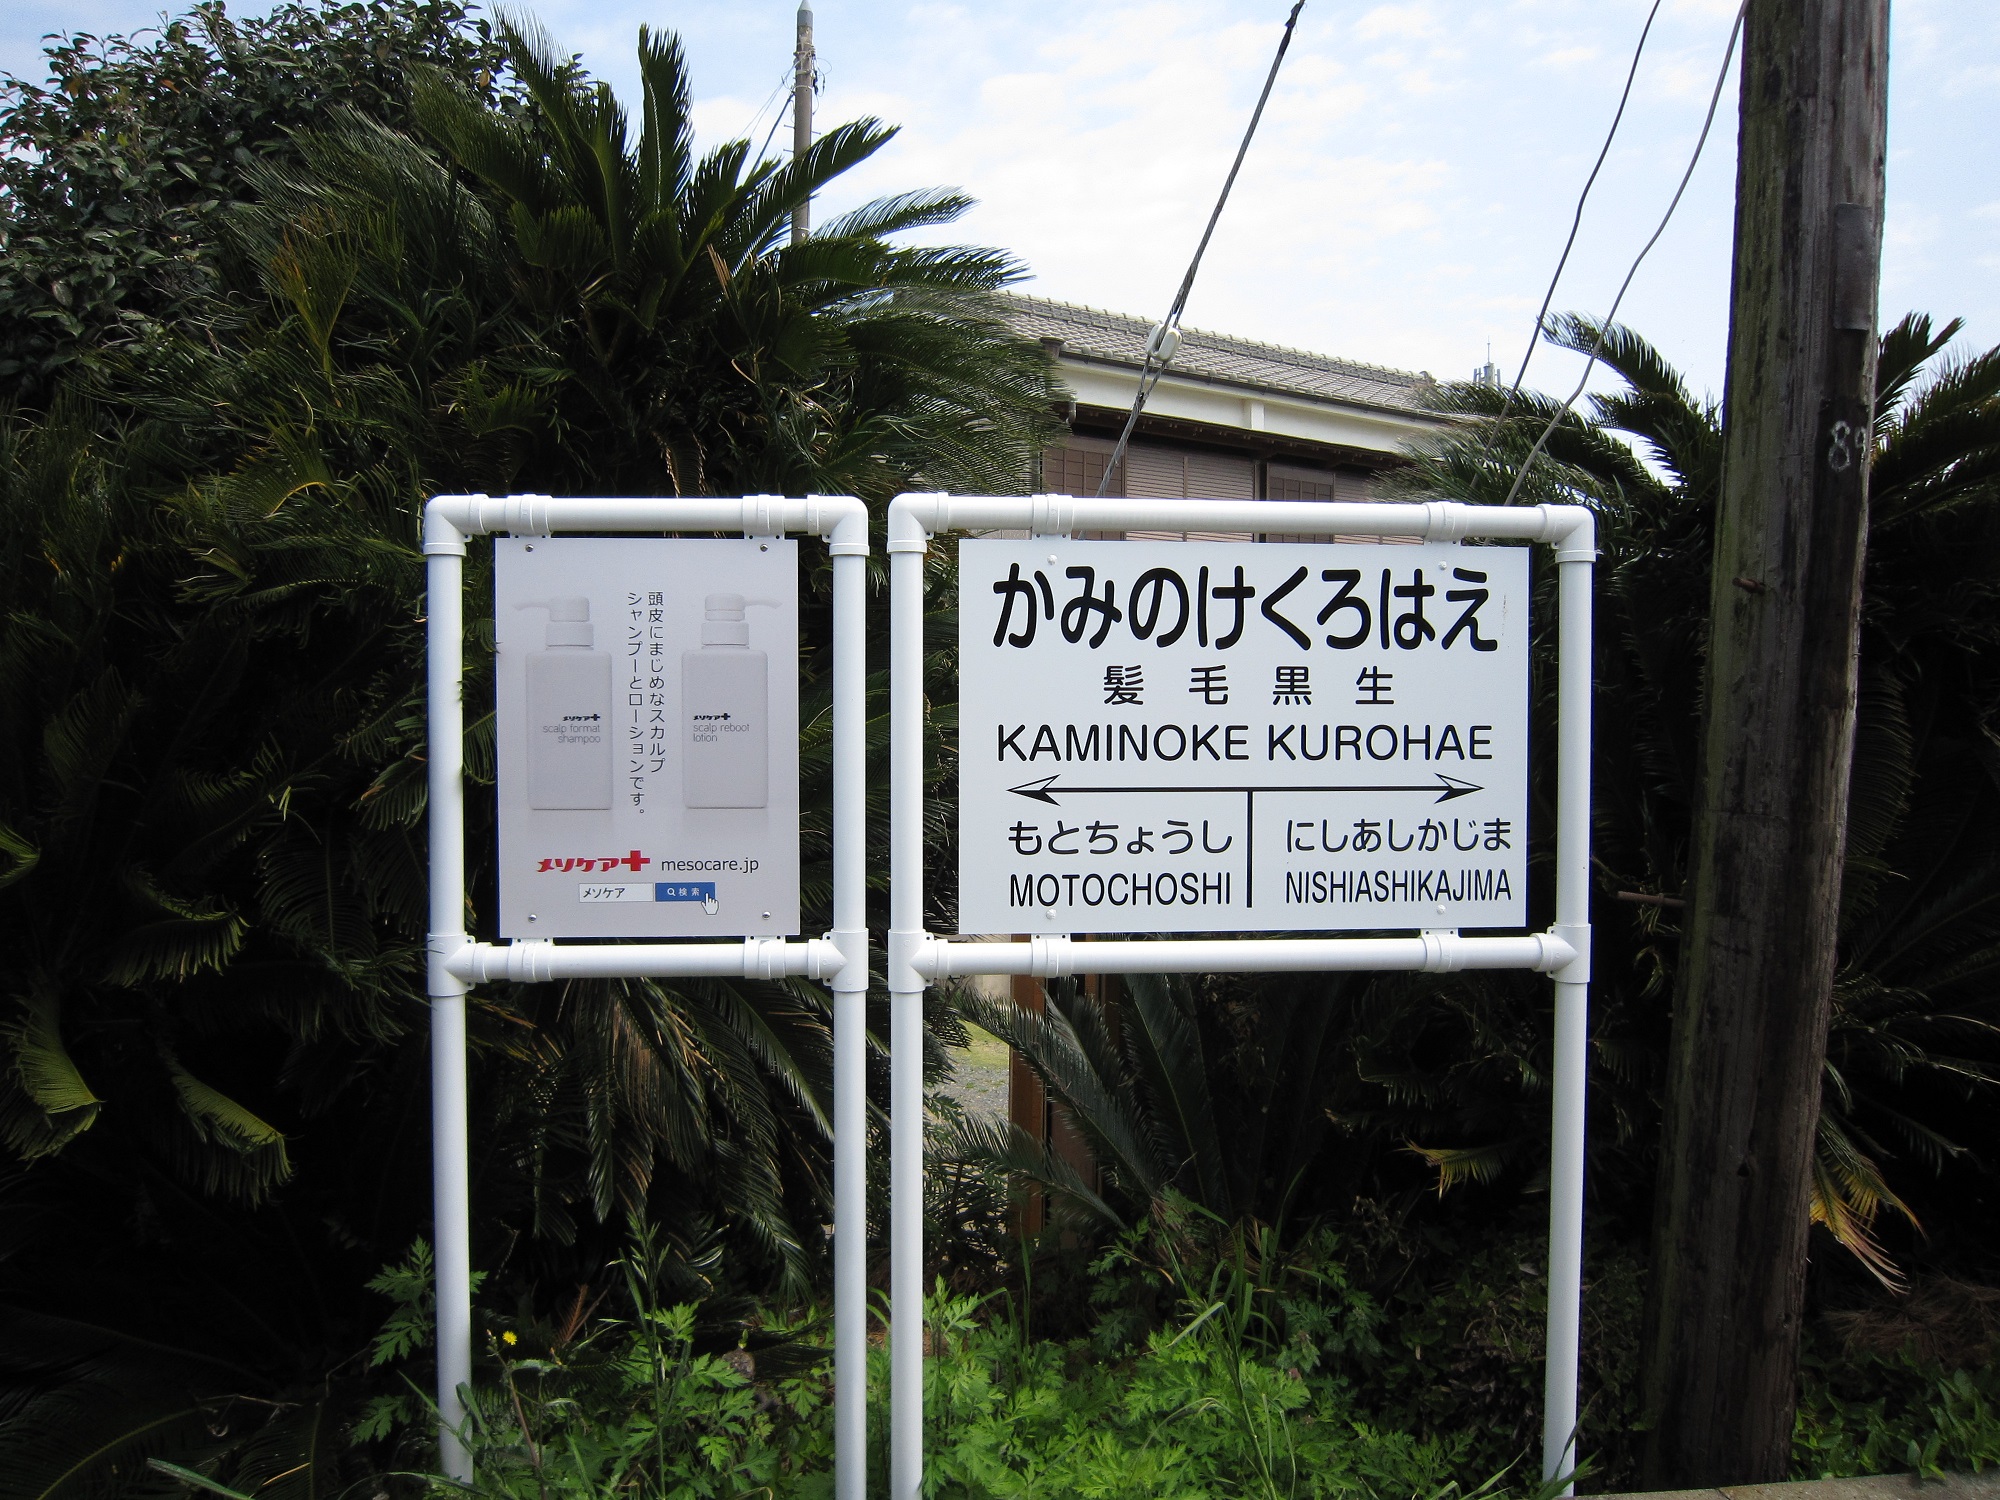 頭皮にまじめなスカルプ
シャンプーとローションです。
メソケア+
scalp format
shampoo
メソケア+
scalp reboot
lotion
メソケア+ mesocare.jp
メソケア 検索
かみのけくろはえ
髪毛黒生
KAMINOKE KUROHAE
もとちょうし
MOTOCHOSHI
にしあしかじま
NISHIASHIKAJIMA
89